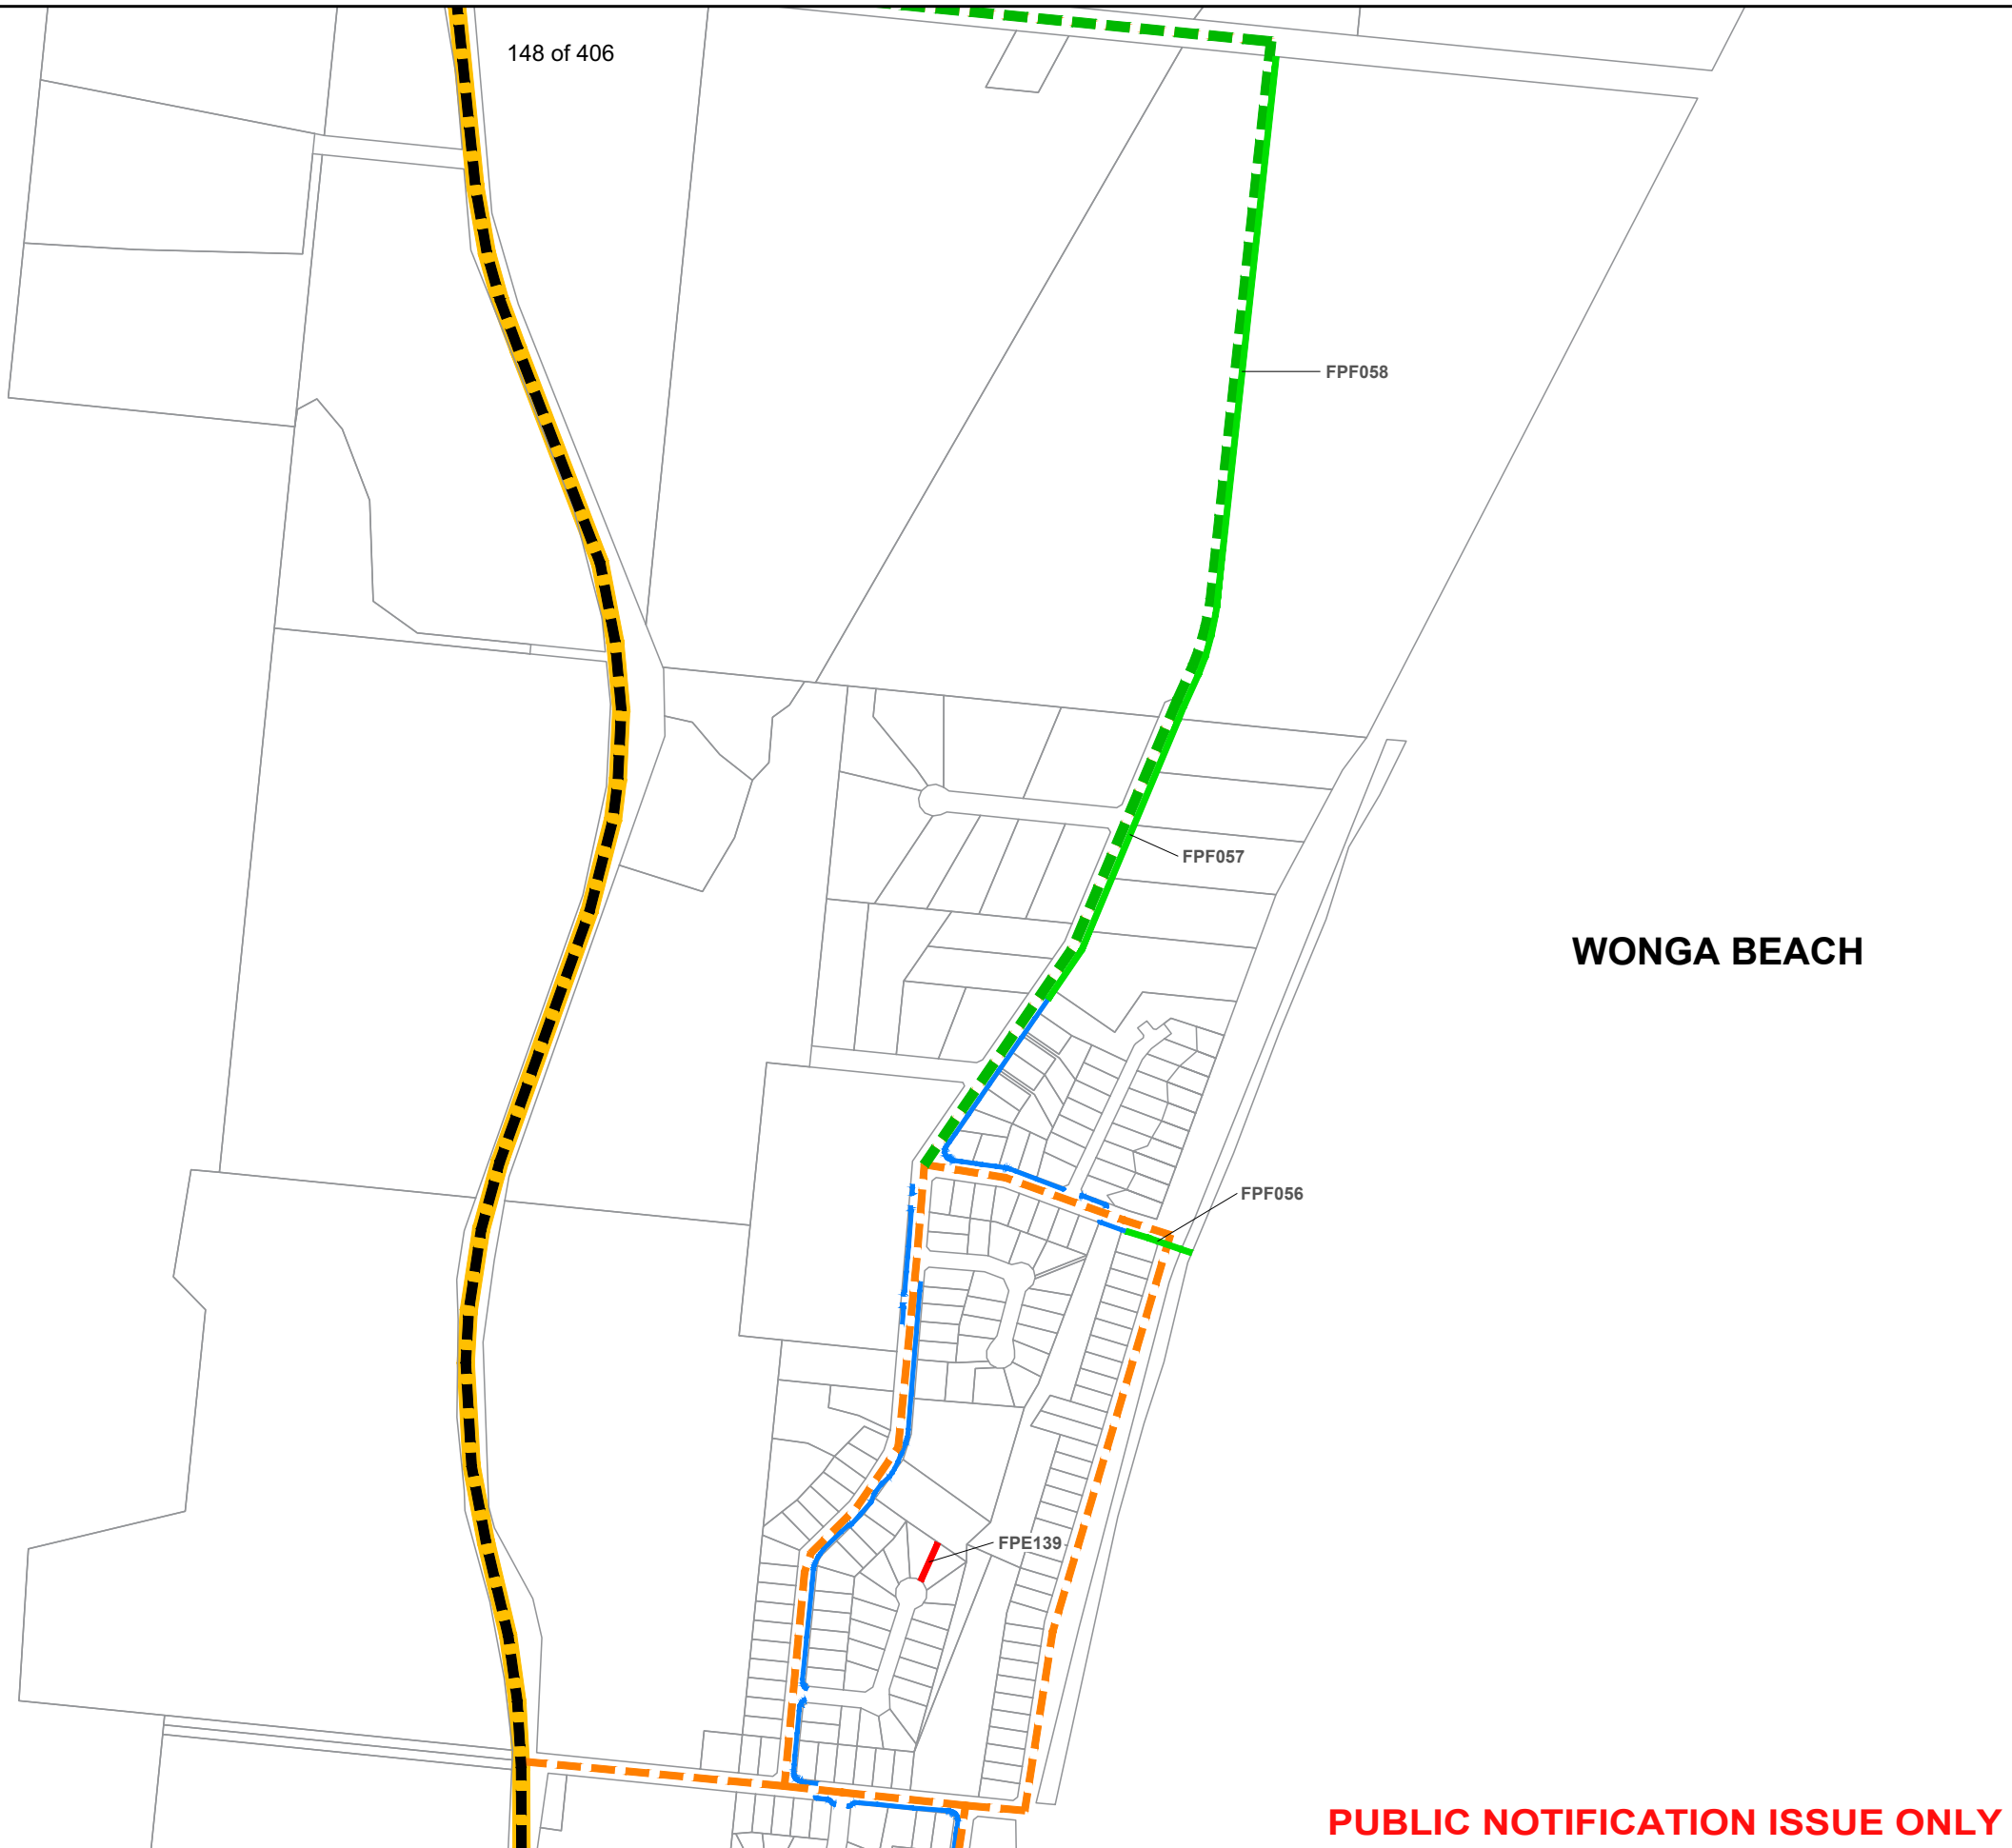 148 of 406
FPF058
FPF057
WONGA BEACH
FPF056
FPE139
PUBLIC NOTIFICATION ISSUE ONLY